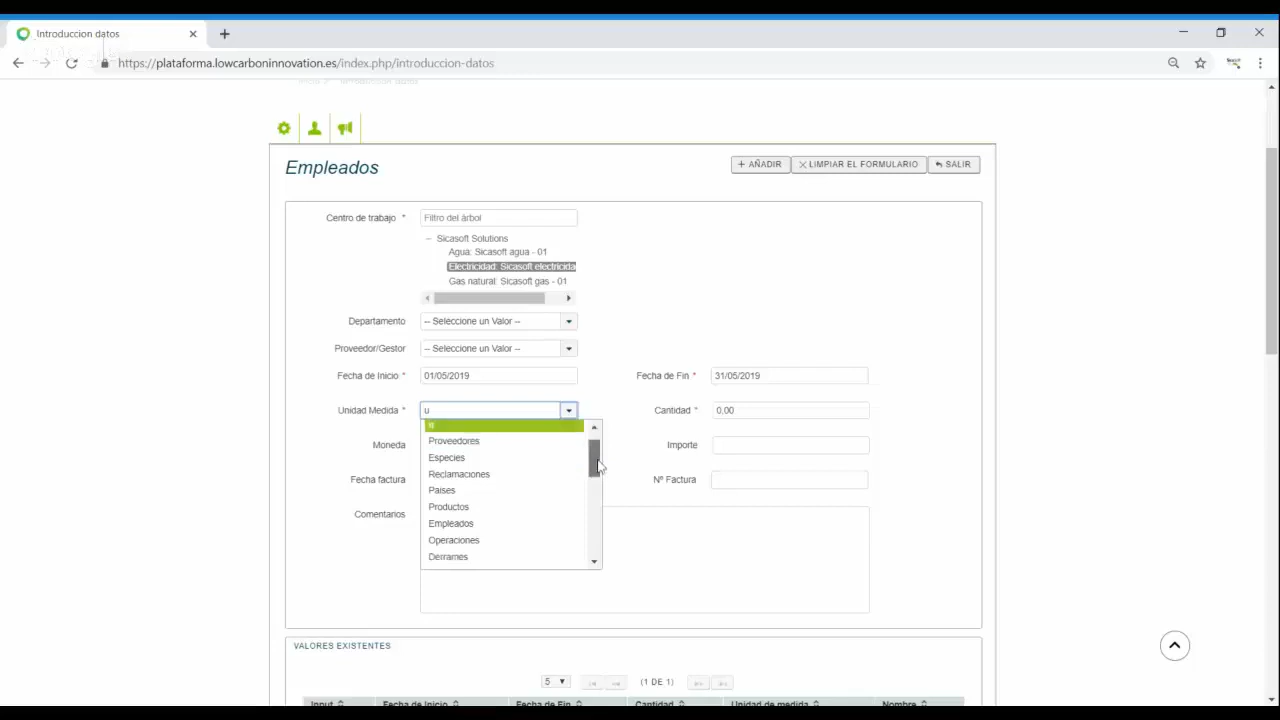 Introduccion datos
https://plataforma.lowcarboninnovation.es/index.php/introduccion-datos
Empleados
+ AÑADIR
LIMPIAR EL FORMULARIO
SALIR
Centro de trabajo *
Filtro del árbol
Sicasoft Solutions
Agua: Sicasoft agua - 01
Electricidad: Sicasoft electricida
Gas natural: Sicasoft gas - 01
Departamento
-- Seleccione un Valor --
Proveedor/Gestor
-- Seleccione un Valor --
Fecha de Inicio *
01/05/2019
Fecha de Fin *
31/05/2019
Unidad Medida *
u
Cantidad *
0,00
Moneda
Importe
Fecha factura
Nº Factura
Comentarios
u
Proveedores
Especies
Reclamaciones
Países
Productos
Empleados
Operaciones
Derrames
VALORES EXISTENTES
5
(1 DE 1)
Input
Fecha de Inicio
Fecha de Fin
Cantidad
Unidad de medida
Nombre